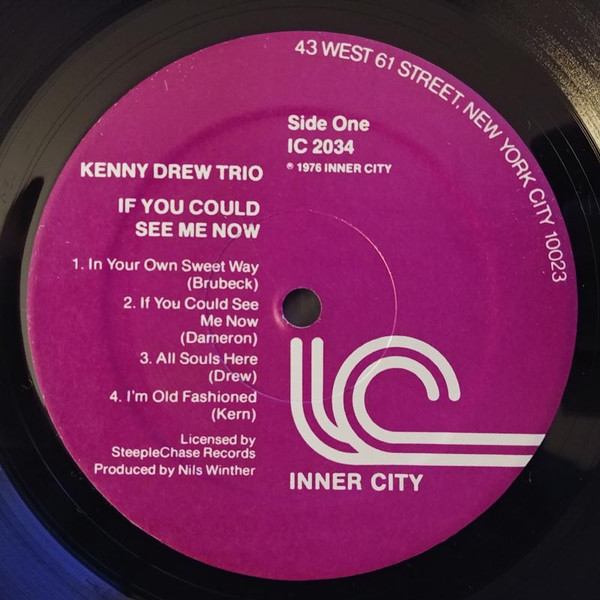 43 WEST 61 STREET, NEW YORK CITY 10023
Side One
IC 2034
℗ 1976 INNER CITY
KENNY DREW TRIO
IF YOU COULD
SEE ME NOW
1. In Your Own Sweet Way
(Brubeck)
2. If You Could See
Me Now
(Dameron)
3. All Souls Here
(Drew)
4. I'm Old Fashioned
(Kern)
Licensed by
SteepleChase Records
Produced by Nils Winther
IC
INNER CITY